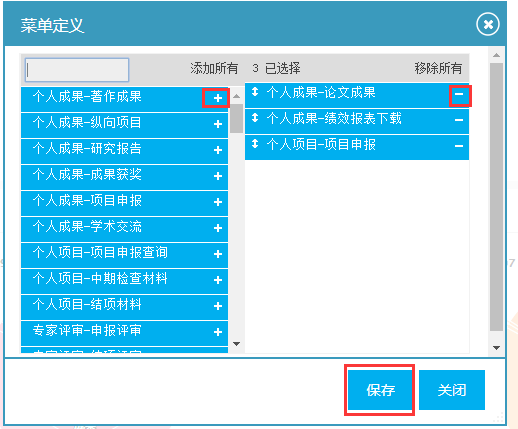 菜单定义
添加所有
3 已选择
移除所有
个人成果-著作成果
个人成果-纵向项目
个人成果-研究报告
个人成果-成果获奖
个人成果-项目申报
个人成果-学术交流
个人项目-项目申报查询
个人项目-中期检查材料
个人项目-结项材料
专家评审-申报评审
个人成果-论文成果
个人成果-绩效报表下载
个人项目-项目申报
保存
关闭